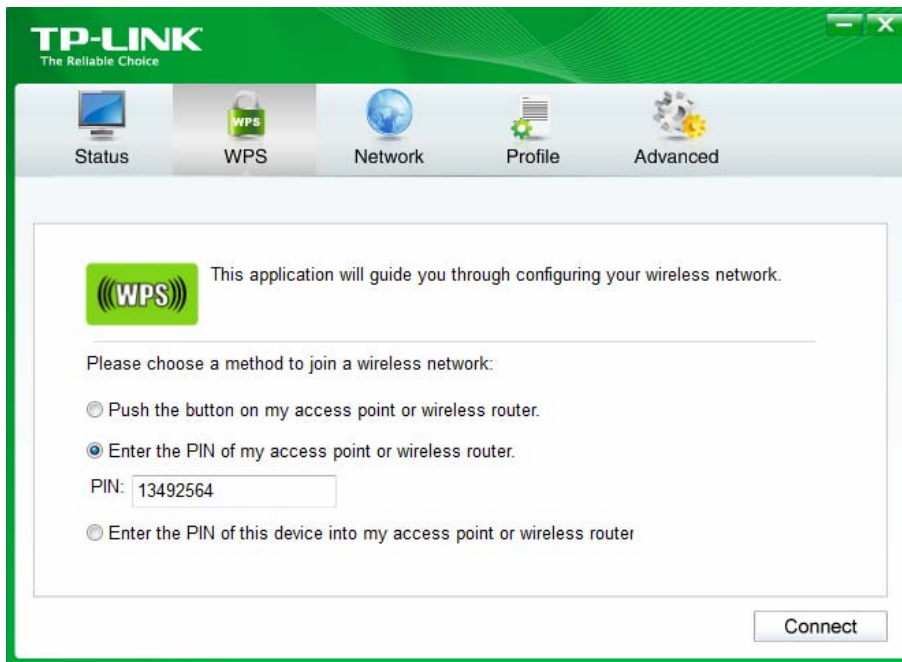 TP-LINK
The Reliable Choice
Status WPS Network Profile Advanced
WPS
(((WPS)))
This application will guide you through configuring your wireless network.
Please choose a method to join a wireless network:
Push the button on my access point or wireless router.
Enter the PIN of my access point or wireless router.
PIN: 13492564
Enter the PIN of this device into my access point or wireless router
Connect